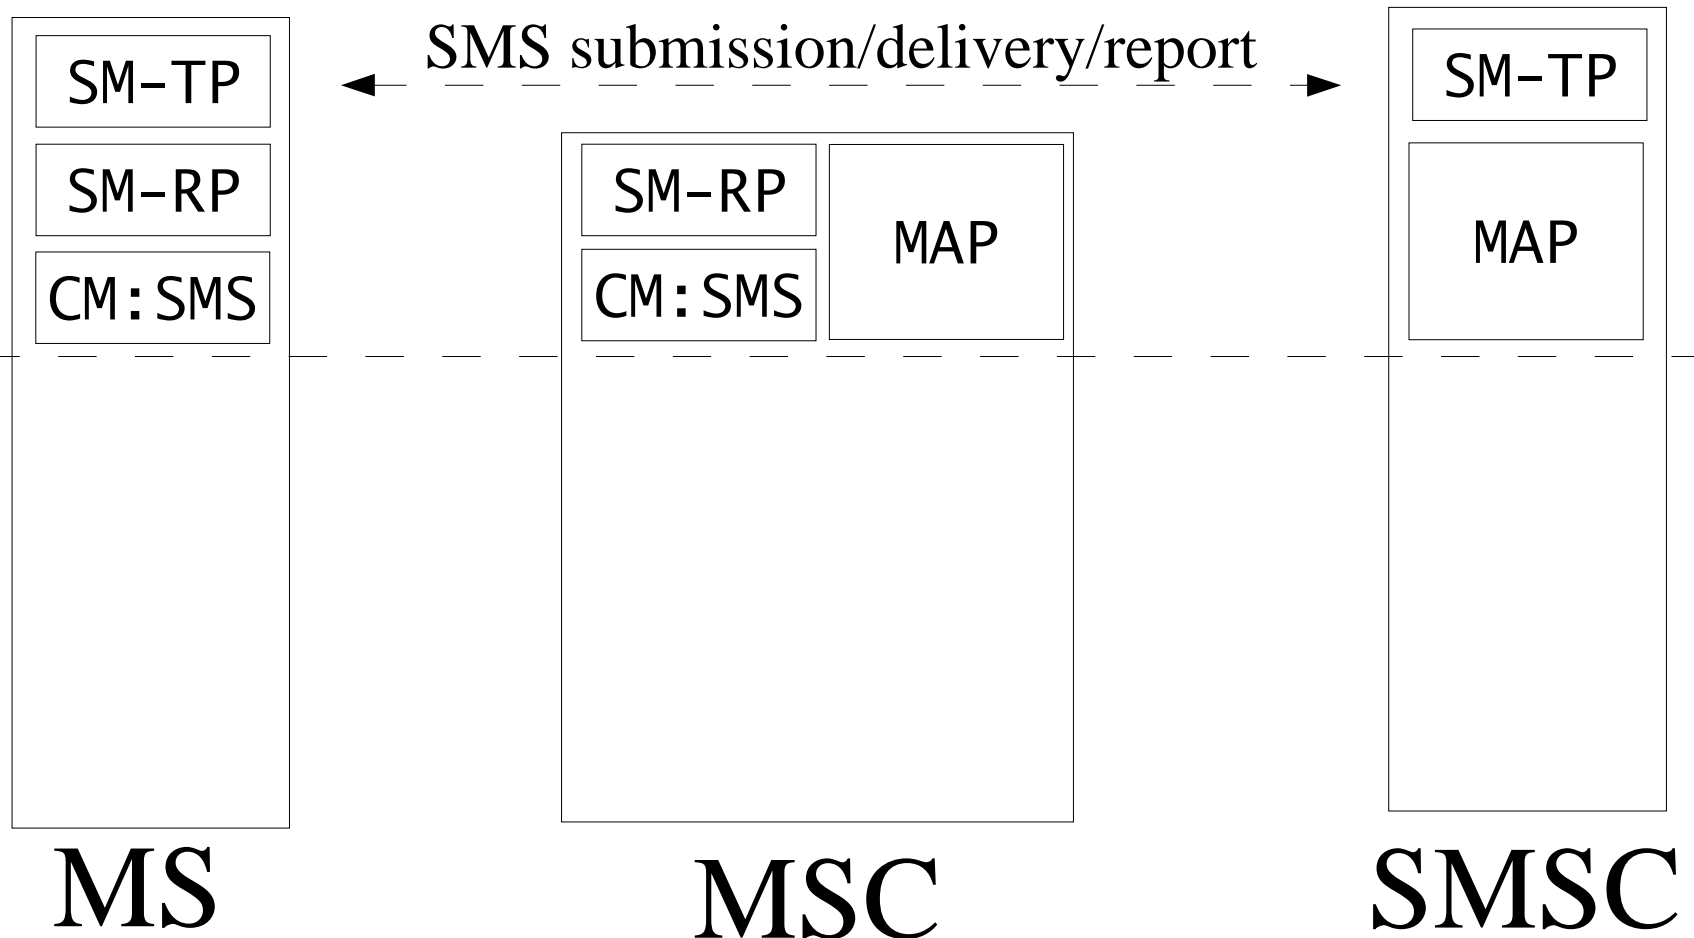 SMS submission/delivery/report
SM-TP
SM-RP
CM:SMS
MS
SM-RP
CM:SMS
MAP
MSC
SM-TP
MAP
SMSC